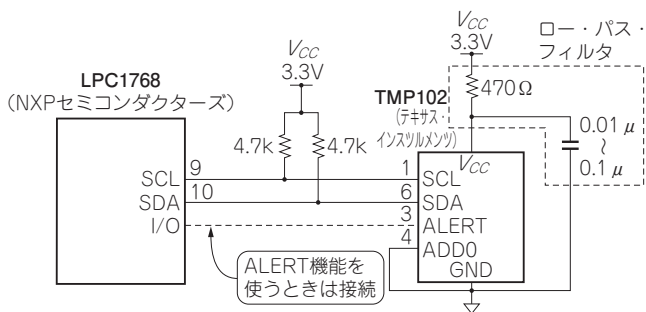 LPC1768
（NXPセミコンダクターズ）
SCL
SDA
I/O
9
10
VCC
3.3V
4.7k
4.7k
ALERT機能を
使うときは接続
VCC
3.3V
470Ω
ロー・パス・
フィルタ
0.01μ
〜
0.1μ
TMP102
（テキサス・
インスツルメンツ）
VCC
1
SCL
6
SDA
3
ALERT
4
ADD0
GND